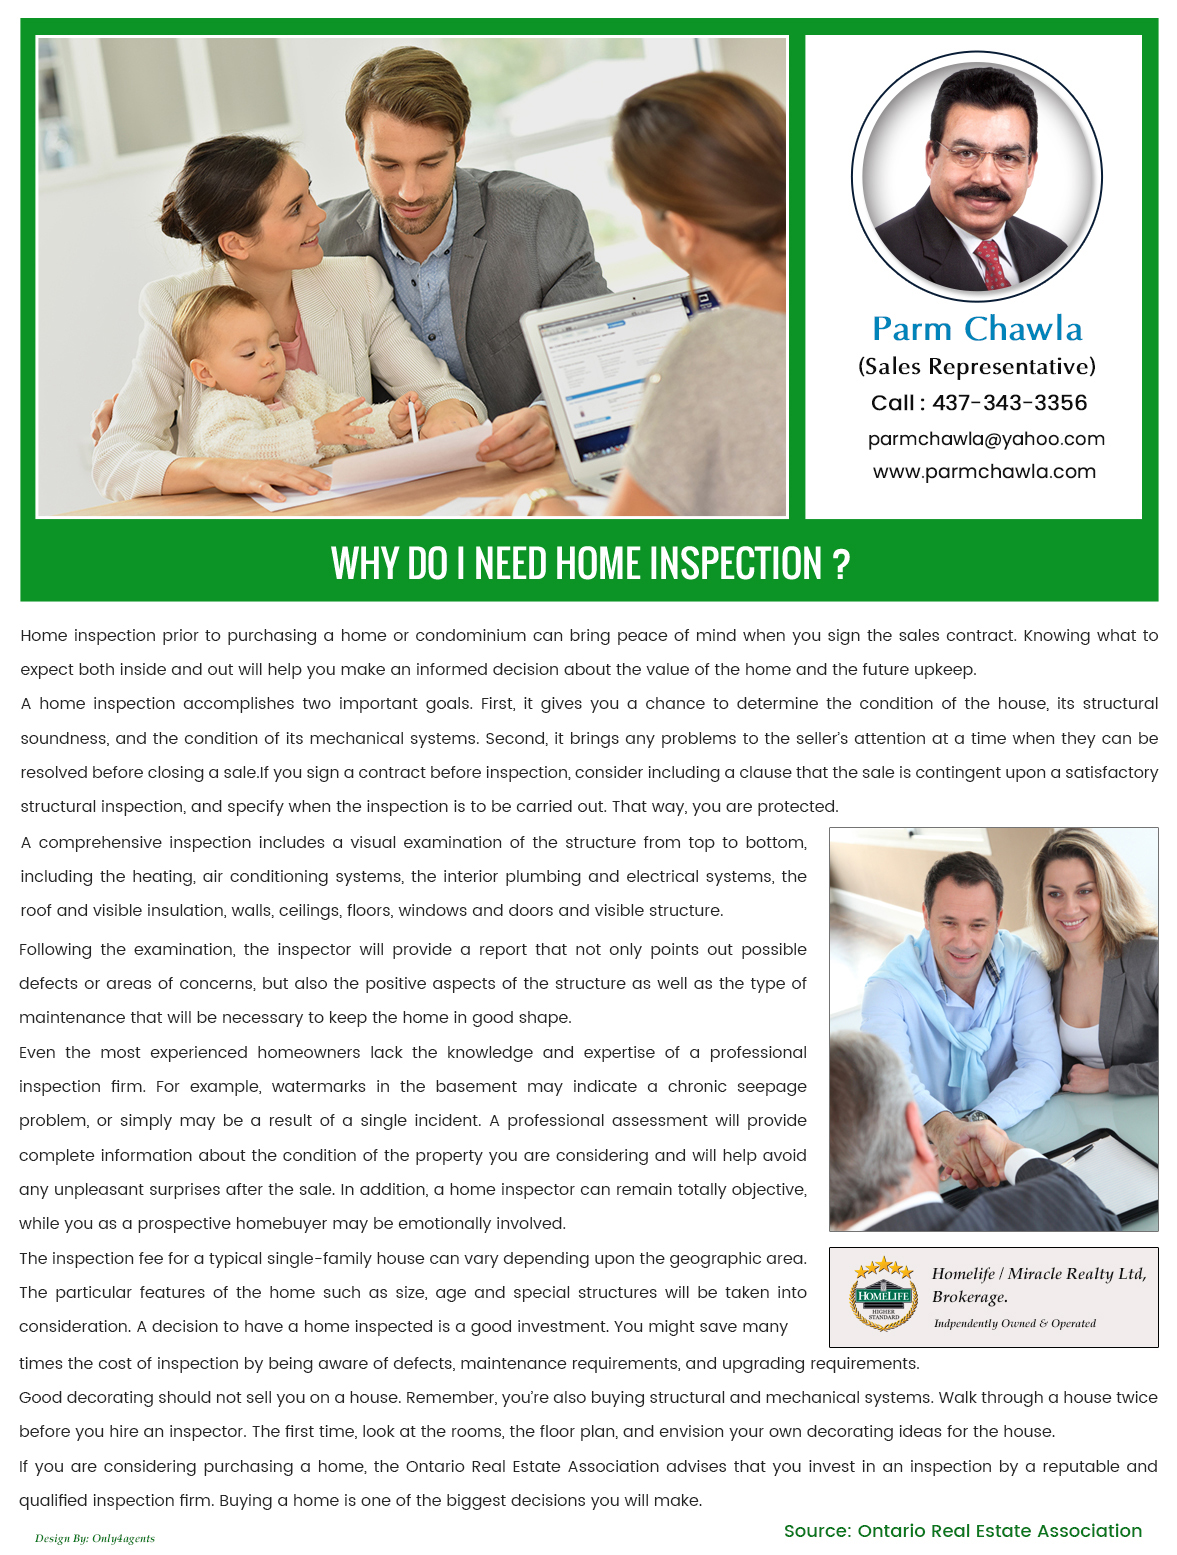 Parm Chawla
(Sales Representative)
Call : 437-343-3356
parmchawla@yahoo.com
www.parmchawla.com
WHY DO I NEED HOME INSPECTION ?
Home inspection prior to purchasing a home or condominium can bring peace of mind when you sign the sales contract. Knowing what to
expect both inside and out will help you make an informed decision about the value of the home and the future upkeep.
A home inspection accomplishes two important goals. First, it gives you a chance to determine the condition of the house, its structural
soundness, and the condition of its mechanical systems. Second, it brings any problems to the seller's attention at a time when they can be
resolved before closing a sale.If you sign a contract before inspection, consider including a clause that the sale is contingent upon a satisfactory
structural inspection, and specify when the inspection is to be carried out. That way, you are protected.
A comprehensive inspection includes a visual examination of the structure from top to bottom,
including the heating, air conditioning systems, the interior plumbing and electrical systems, the
roof and visible insulation, walls, ceilings, floors, windows and doors and visible structure.
Following the examination, the inspector will provide a report that not only points out possible
defects or areas of concerns, but also the positive aspects of the structure as well as the type of
maintenance that will be necessary to keep the home in good shape.
Even the most experienced homeowners lack the knowledge and expertise of a professional
inspection firm. For example, watermarks in the basement may indicate a chronic seepage
problem, or simply may be a result of a single incident. A professional assessment will provide
complete information about the condition of the property you are considering and will help avoid
any unpleasant surprises after the sale. In addition, a home inspector can remain totally objective,
while you as a prospective homebuyer may be emotionally involved.
The inspection fee for a typical single-family house can vary depending upon the geographic area.
The particular features of the home such as size, age and special structures will be taken into
consideration. A decision to have a home inspected is a good investment. You might save many
times the cost of inspection by being aware of defects, maintenance requirements, and upgrading requirements.
Good decorating should not sell you on a house. Remember, you're also buying structural and mechanical systems. Walk through a house twice
before you hire an inspector. The first time, look at the rooms, the floor plan, and envision your own decorating ideas for the house.
If you are considering purchasing a home, the Ontario Real Estate Association advises that you invest in an inspection by a reputable and
qualified inspection firm. Buying a home is one of the biggest decisions you will make.
HOMELIFE
HIGHER
STANDARD
Homelife / Miracle Realty Ltd,
Brokerage.
Indpendently Owned & Operated
Source: Ontario Real Estate Association
Design By: Only4agents